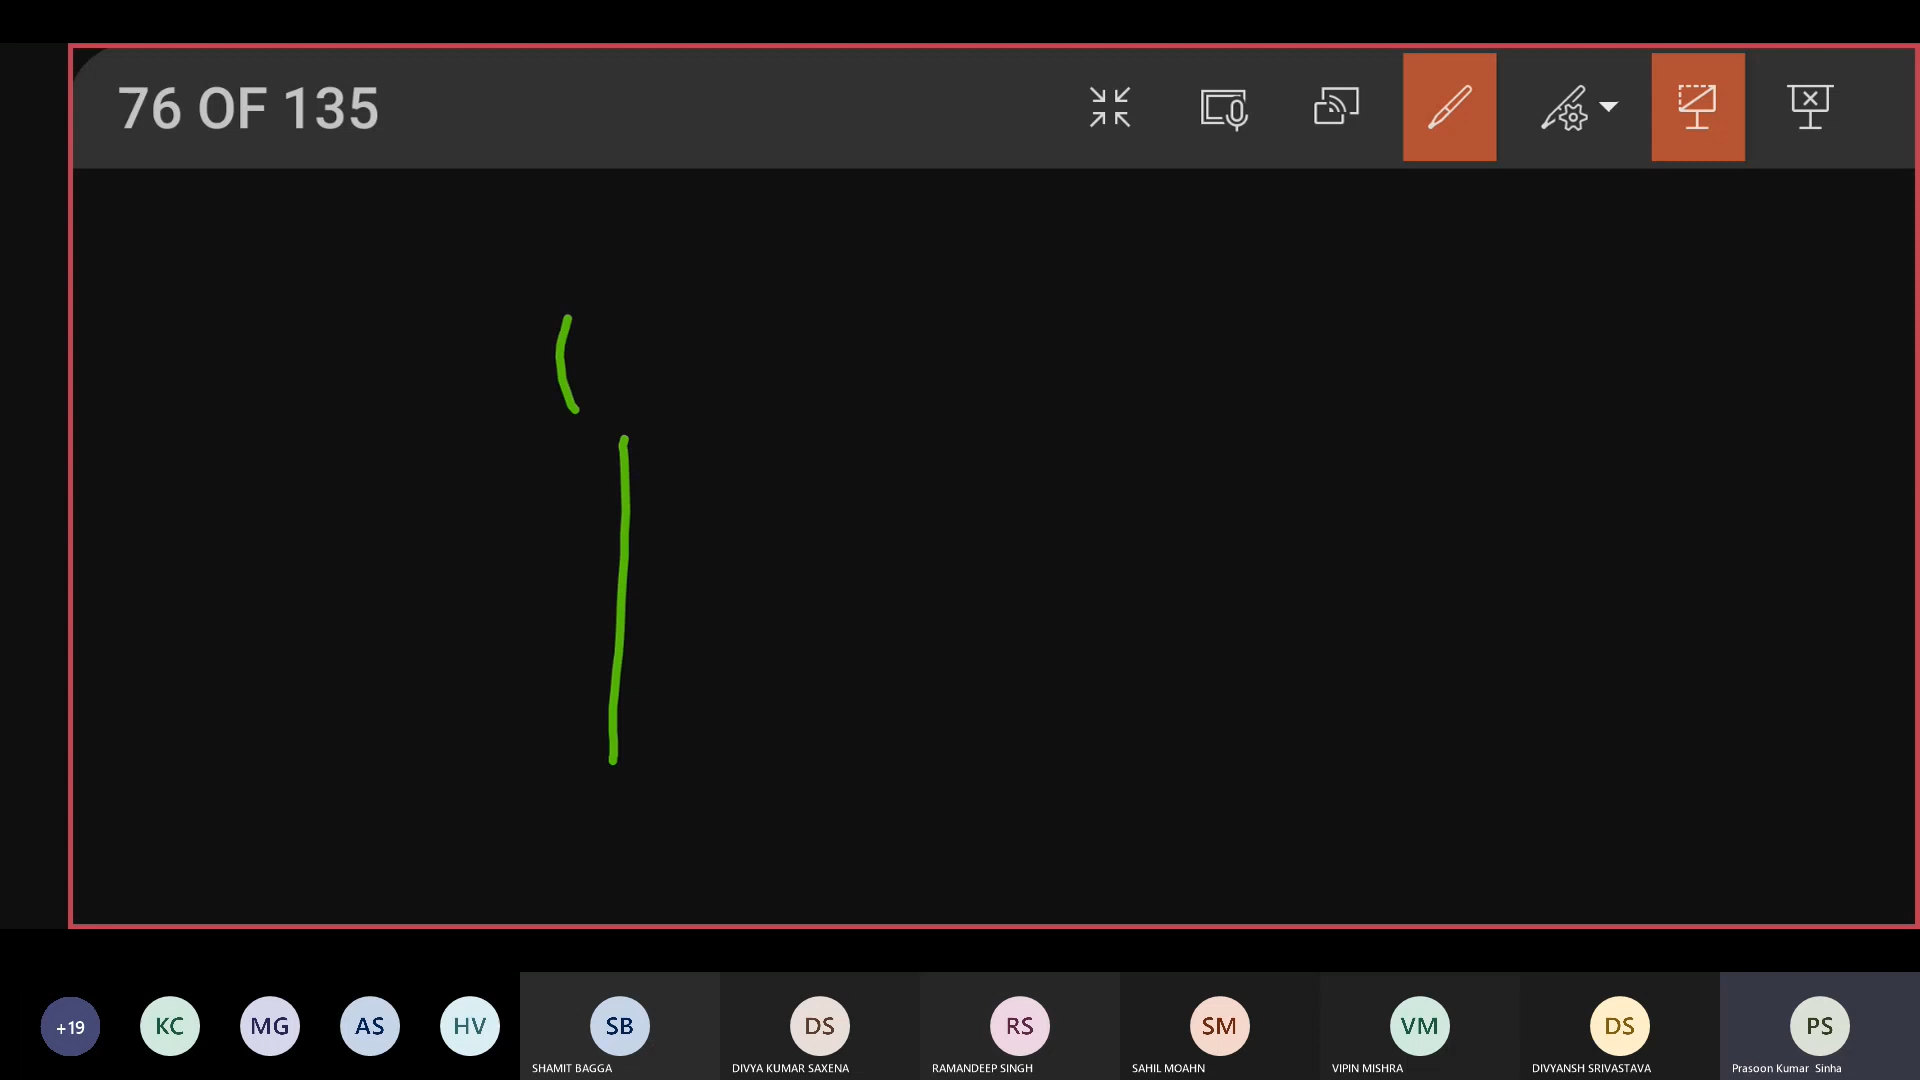 76 OF 135
+19 KC MG AS HV SB DS RS SM VM DS PS
SHAMIT BAGGA DIVYA KUMAR SAXENA RAMANDEEP SINGH SAHIL MOAHN VIPIN MISHRA DIVYANSH SRIVASTAVA Prasoon Kumar Sinha